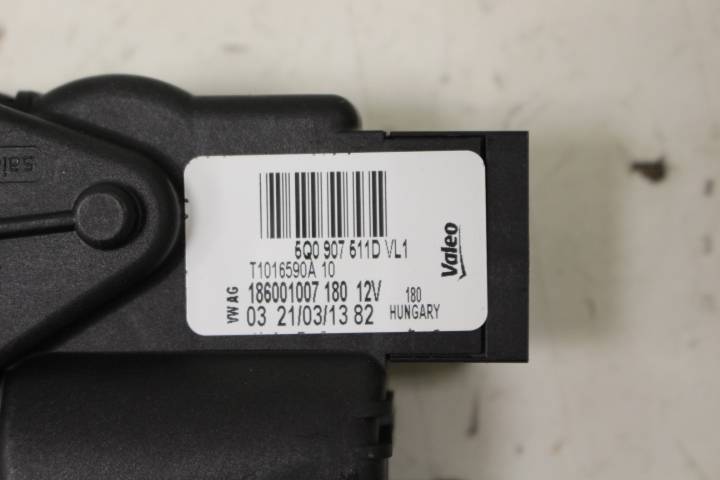 5Q0 907 511D VL1
T1016590A 10
186001007 180 12V
03 21/03/13 82
VW AG
180
HUNGARY
Valeo